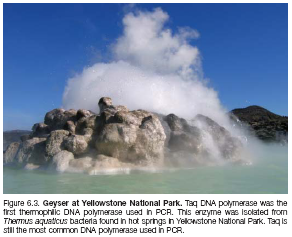 Figure 6.3. Geyser at Yellowstone National Park. Taq DNA polymerase was the
first thermophilic DNA polymerase used in PCR. This enzyme was isolated from
Thermus aquaticus bacteria found in hot springs in Yellowstone National Park. Taq is
still the most common DNA polymerase used in PCR.